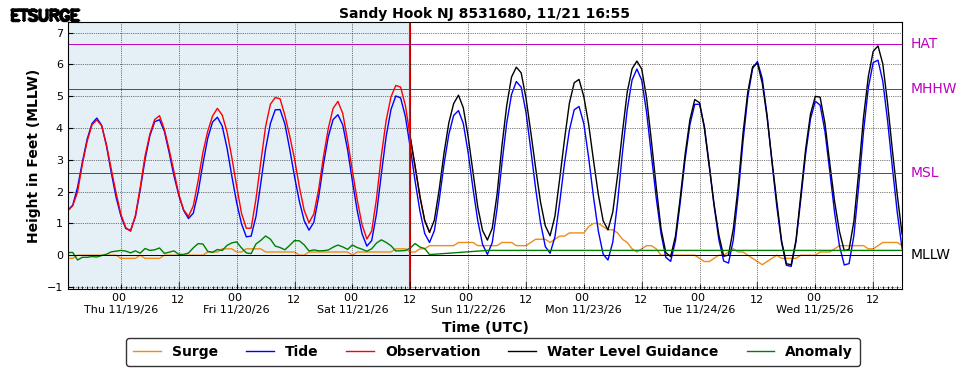 ETSURGE
Sandy Hook NJ 8531680, 11/21 16:55
Height in Feet (MLLW)
7
6
5
4
3
2
1
0
−1
HAT
MHHW
MSL
MLLW
00 12 00 12 00 12 00 12 00 12 00 12 00 12
Thu 11/19/26 Fri 11/20/26 Sat 11/21/26 Sun 11/22/26 Mon 11/23/26 Tue 11/24/26 Wed 11/25/26
Time (UTC)
Surge Tide Observation Water Level Guidance Anomaly